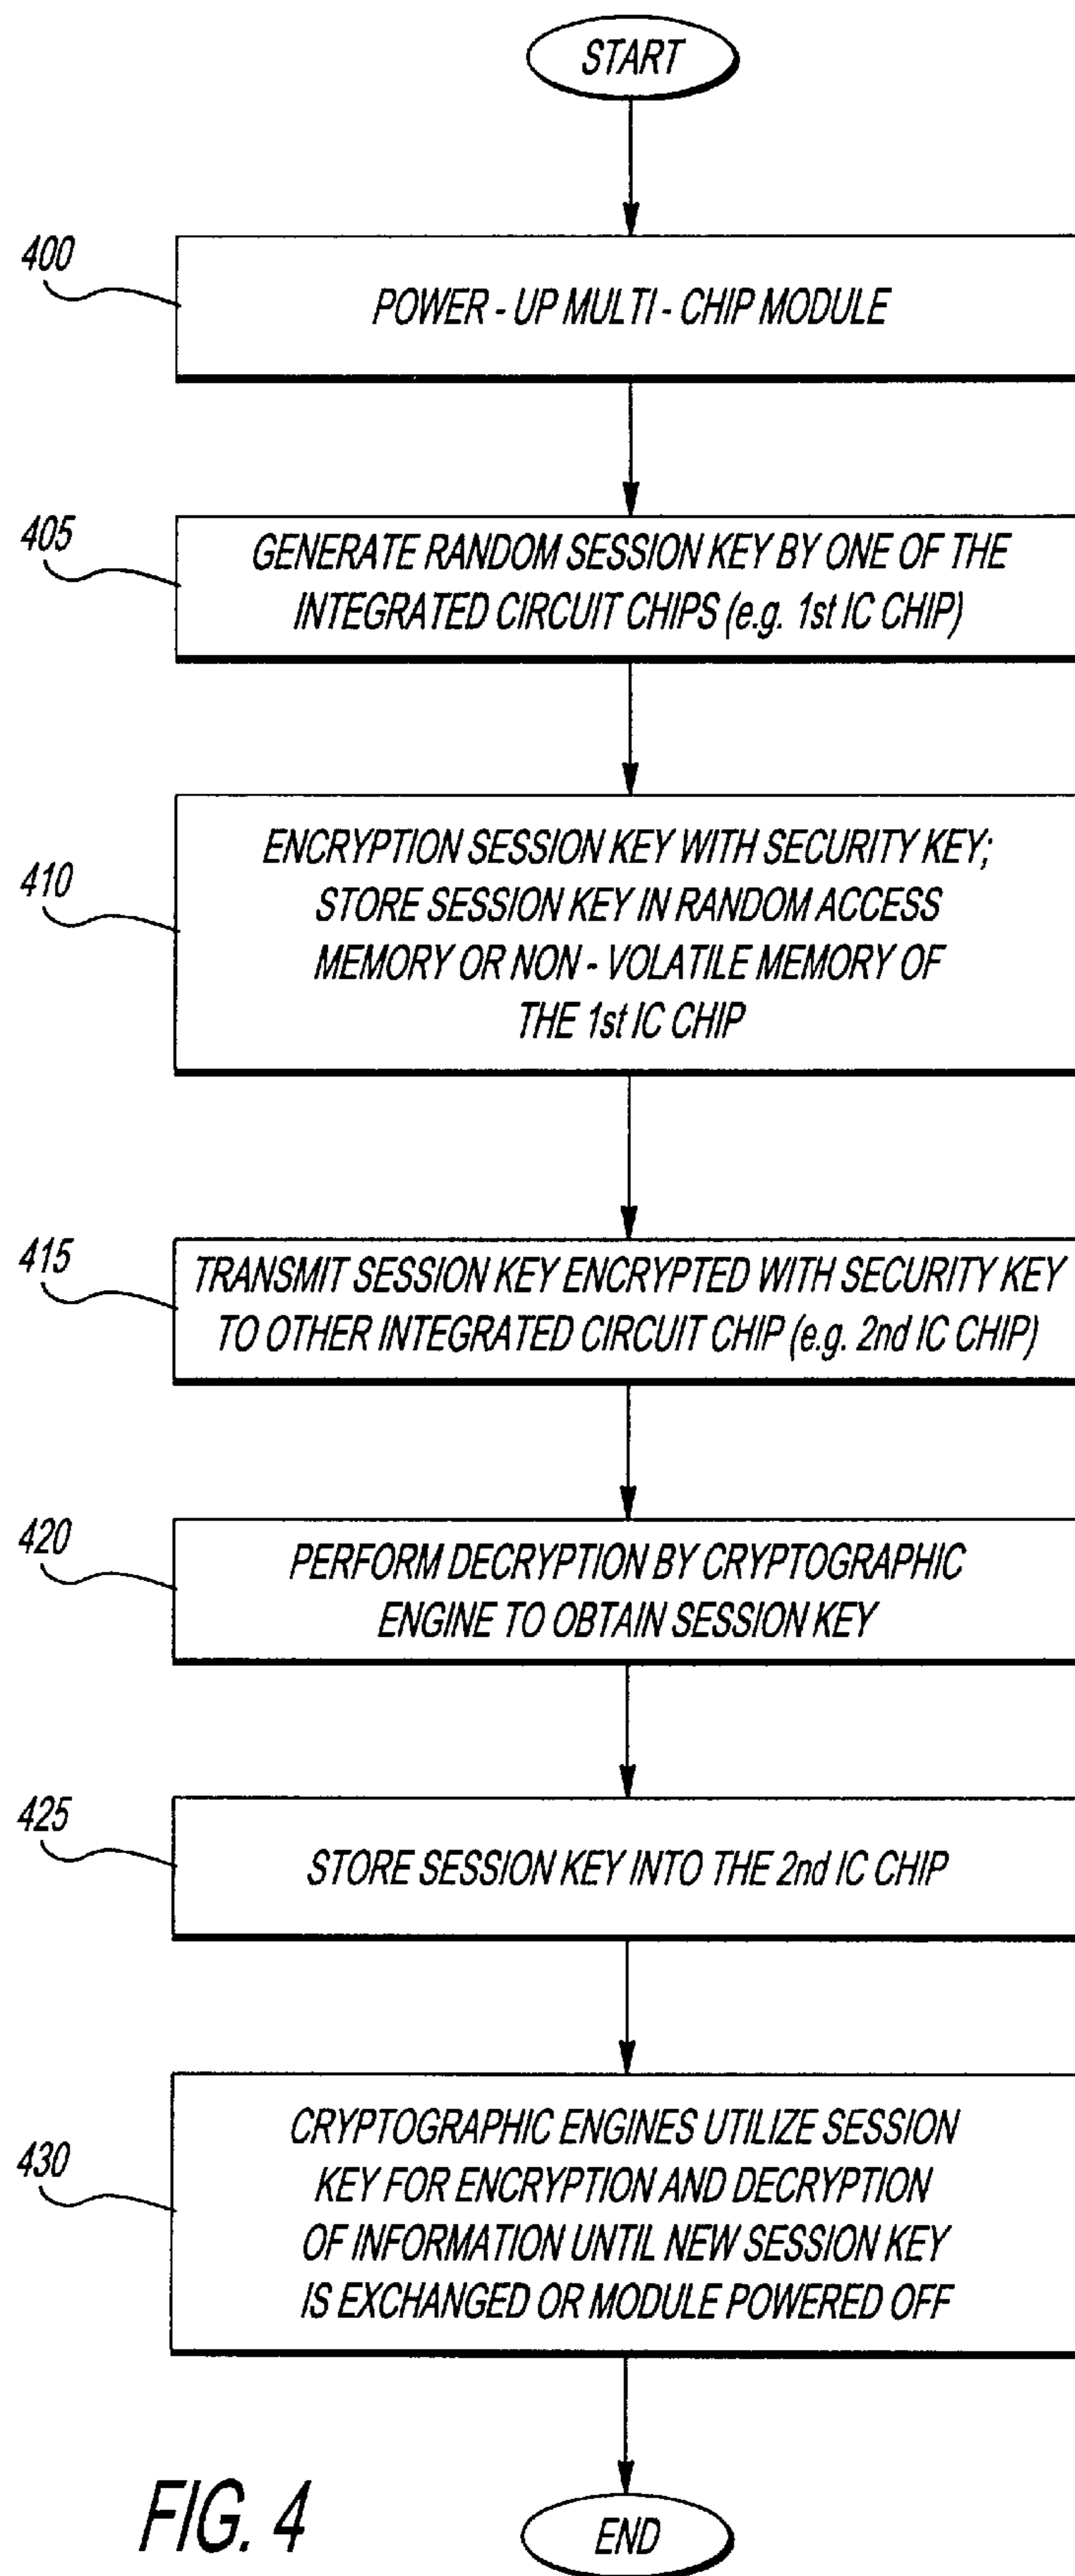 START
400
POWER - UP MULTI - CHIP MODULE
405
GENERATE RANDOM SESSION KEY BY ONE OF THE
INTEGRATED CIRCUIT CHIPS (e.g. 1st IC CHIP)
410
ENCRYPTION SESSION KEY WITH SECURITY KEY;
STORE SESSION KEY IN RANDOM ACCESS
MEMORY OR NON - VOLATILE MEMORY OF
THE 1st IC CHIP
415
TRANSMIT SESSION KEY ENCRYPTED WITH SECURITY KEY
TO OTHER INTEGRATED CIRCUIT CHIP (e.g. 2nd IC CHIP)
420
PERFORM DECRYPTION BY CRYPTOGRAPHIC
ENGINE TO OBTAIN SESSION KEY
425
STORE SESSION KEY INTO THE 2nd IC CHIP
430
CRYPTOGRAPHIC ENGINES UTILIZE SESSION
KEY FOR ENCRYPTION AND DECRYPTION
OF INFORMATION UNTIL NEW SESSION KEY
IS EXCHANGED OR MODULE POWERED OFF
FIG. 4
END